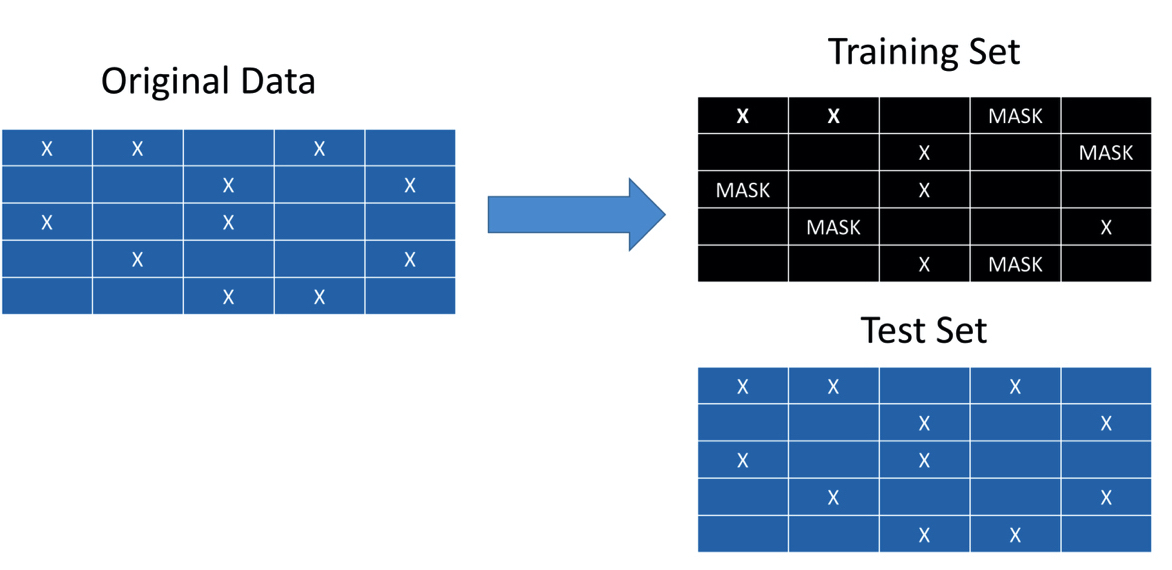 Original Data
X X X
X X
X X
X X
X X
Training Set
X X MASK
X MASK
MASK X
MASK X
X MASK
Test Set
X X X
X X
X X
X X
X X